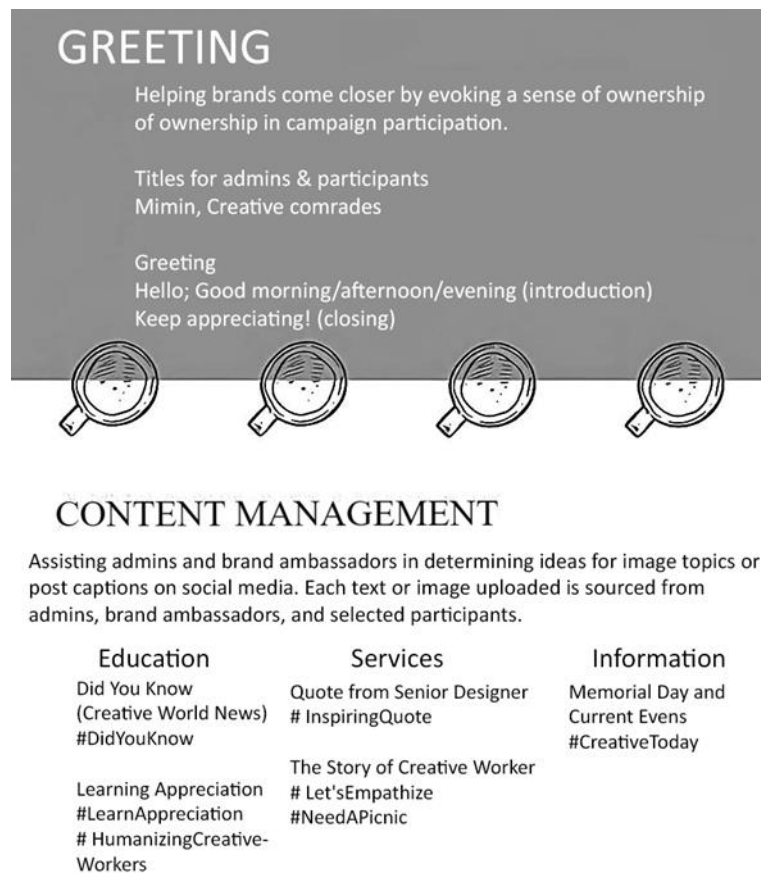 GREETING
Helping brands come closer by evoking a sense of ownership
of ownership in campaign participation.
Titles for admins & participants
Mimin, Creative comrades
Greeting
Hello; Good morning/afternoon/evening (introduction)
Keep appreciating! (closing)
CONTENT MANAGEMENT
Assisting admins and brand ambassadors in determining ideas for image topics or
post captions on social media. Each text or image uploaded is sourced from
admins, brand ambassadors, and selected participants.
Education
Did You Know
(Creative World News)
#DidYouKnow
Learning Appreciation
#LearnAppreciation
# HumanizingCreative-
Workers
Services
Quote from Senior Designer
# InspiringQuote
The Story of Creative Worker
# Let'sEmpathize
#NeedAPicnic
Information
Memorial Day and
Current Evens
#CreativeToday